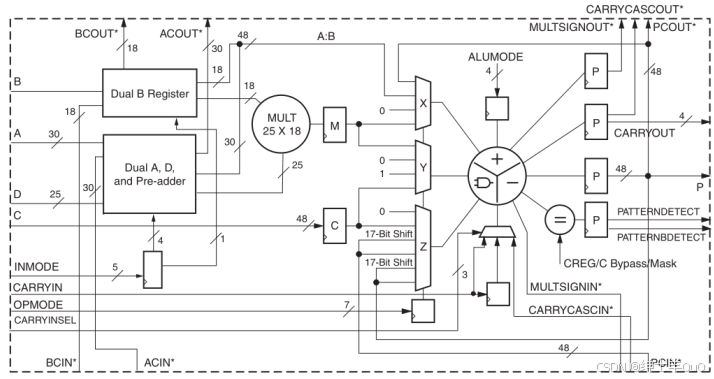 CARRYCASCOUT*
BCOUT* ACOUT* MULTSIGNOUT* PCOUT*
18 30 48 A:B
ALUMODE
4
48
18
B
Dual B Register
18
18
0
X
P
MULT
25 X 18
M
P
4
CARRYOUT
A
30
30
Dual A, D,
and Pre-adder
0
1
Y
25
P
48
P
D
25
30
C
48
C
0
17-Bit Shift
Z
17-Bit Shift
=
P
PATTERNDETECT
PATTERNBDETECT
4
1
INMODE
5
3
CREG/C Bypass/Mask
CARRYIN
MULTSIGNIN*
OPMODE
7
CARRYCASCIN*
CARRYINSEL
48
BCIN* ACIN* PCIN*